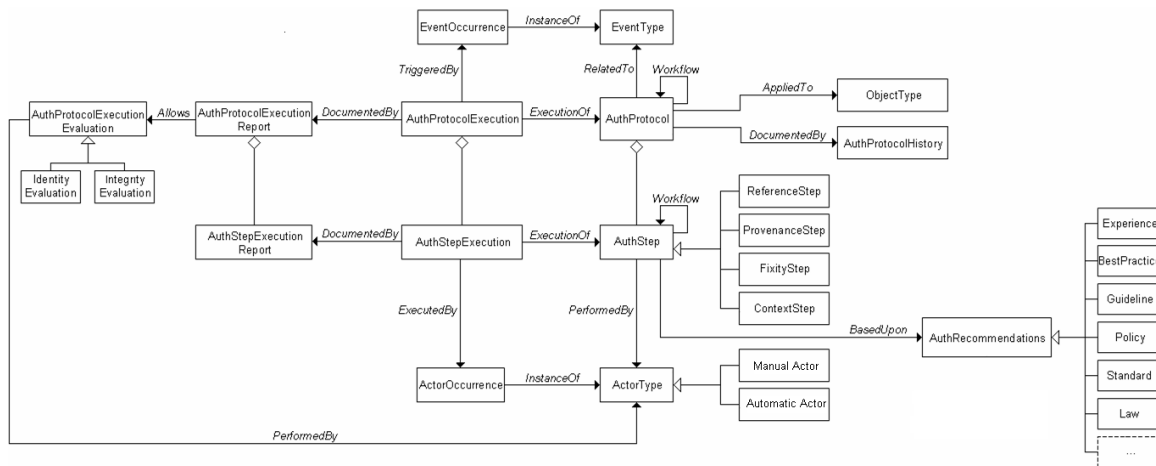 EventOccurrence
InstanceOf
EventType
TriggeredBy
RelatedTo
Workflow
AppliedTo
ObjectType
AuthProtocolExecution
Evaluation
Allows
AuthProtocolExecution
Report
DocumentedBy
AuthProtocolExecution
ExecutionOf
AuthProtocol
DocumentedBy
AuthProtocolHistory
Identity
Evaluation
Integrity
Evaluation
ReferenceStep
Workflow
AuthStepExecution
Report
DocumentedBy
AuthStepExecution
ExecutionOf
AuthStep
ProvenanceStep
FixityStep
ContextStep
Experience
BestPractice
Guideline
Policy
Standard
Law
...
ExecutedBy
PerformedBy
BasedUpon
AuthRecommendations
ActorOccurrence
InstanceOf
ActorType
Manual Actor
Automatic Actor
PerformedBy